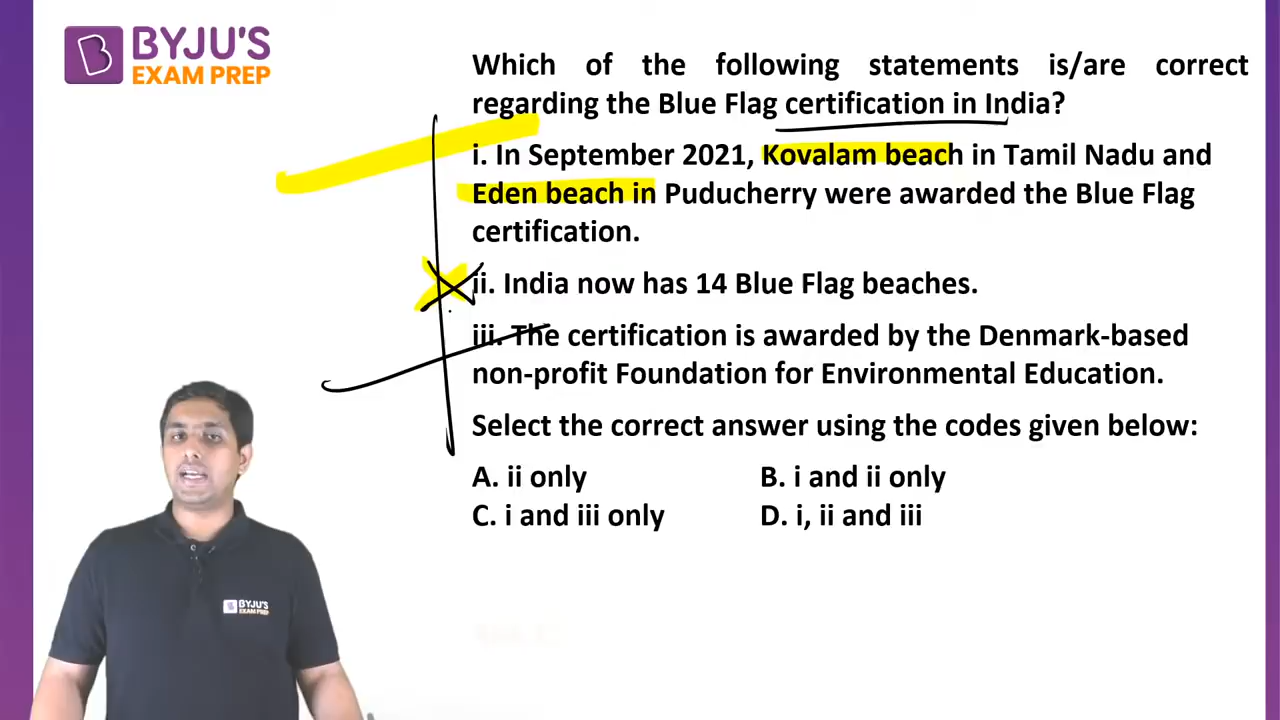 BYJU'S
EXAM PREP
Which of the following statements is/are correct
regarding the Blue Flag certification in India?
i. In September 2021, Kovalam beach in Tamil Nadu and
Eden beach in Puducherry were awarded the Blue Flag
certification.
ii. India now has 14 Blue Flag beaches.
iii. The certification is awarded by the Denmark-based
non-profit Foundation for Environmental Education.
Select the correct answer using the codes given below:
A. ii only
B. i and ii only
C. i and iii only
D. i, ii and iii
BYJU'S
EXAM PREP